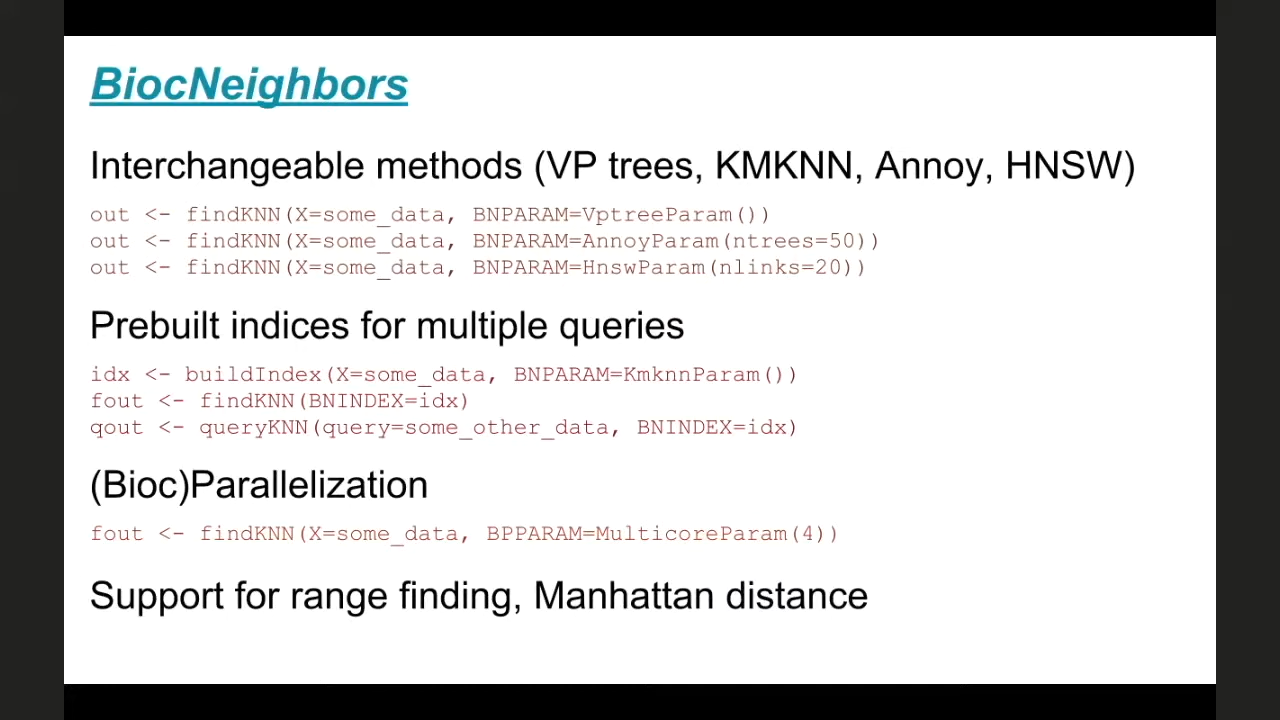 BiocNeighbors
Interchangeable methods (VP trees, KMKNN, Annoy, HNSW)
out <- findKNN(X=some_data, BNPARAM=VptreeParam())
out <- findKNN(X=some_data, BNPARAM=AnnoyParam(ntrees=50))
out <- findKNN(X=some_data, BNPARAM=HnswParam(nlinks=20))
Prebuilt indices for multiple queries
idx <- buildIndex(X=some_data, BNPARAM=KmknnParam())
fout <- findKNN(BNINDEX=idx)
qout <- queryKNN(query=some_other_data, BNINDEX=idx)
(Bioc)Parallelization
fout <- findKNN(X=some_data, BPPARAM=MulticoreParam(4))
Support for range finding, Manhattan distance